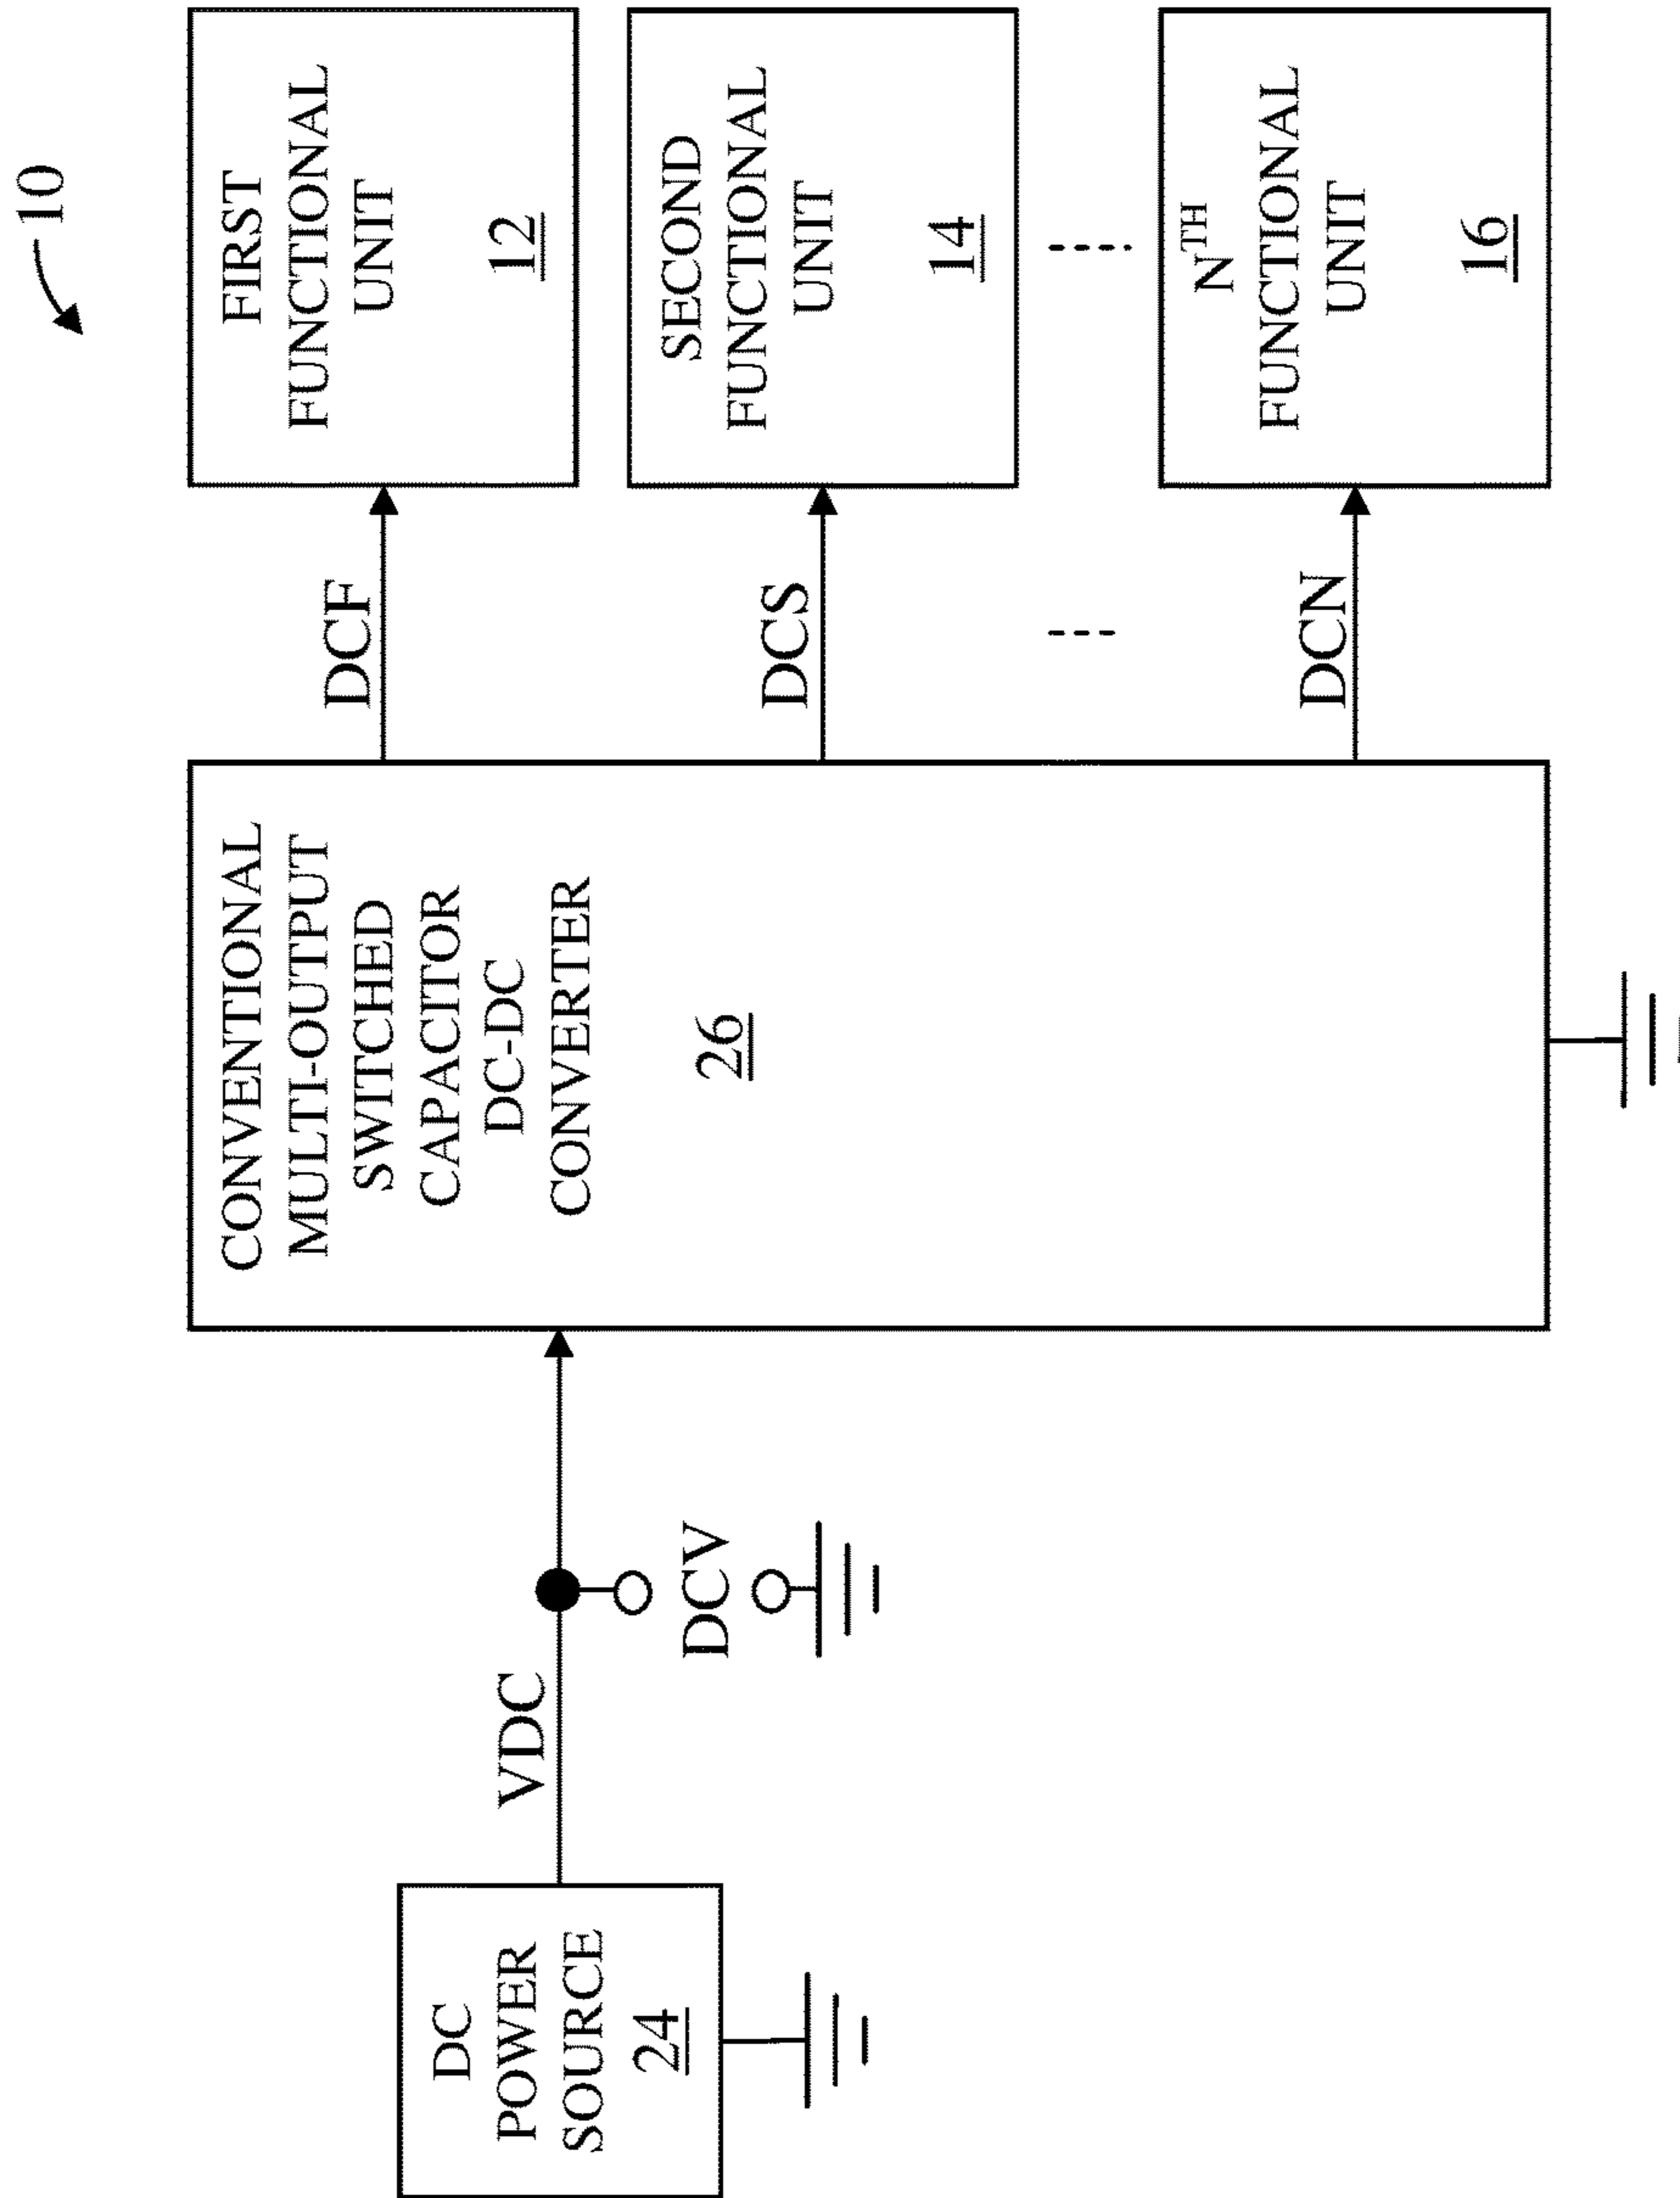 10
DC
POWER
SOURCE
24
VDC
DCV
CONVENTIONAL
MULTI-OUTPUT
SWITCHED
CAPACITOR
DC-DC
CONVERTER
26
DCF
DCS
DCN
FIRST
FUNCTIONAL
UNIT
12
SECOND
FUNCTIONAL
UNIT
14
NTH
FUNCTIONAL
UNIT
16